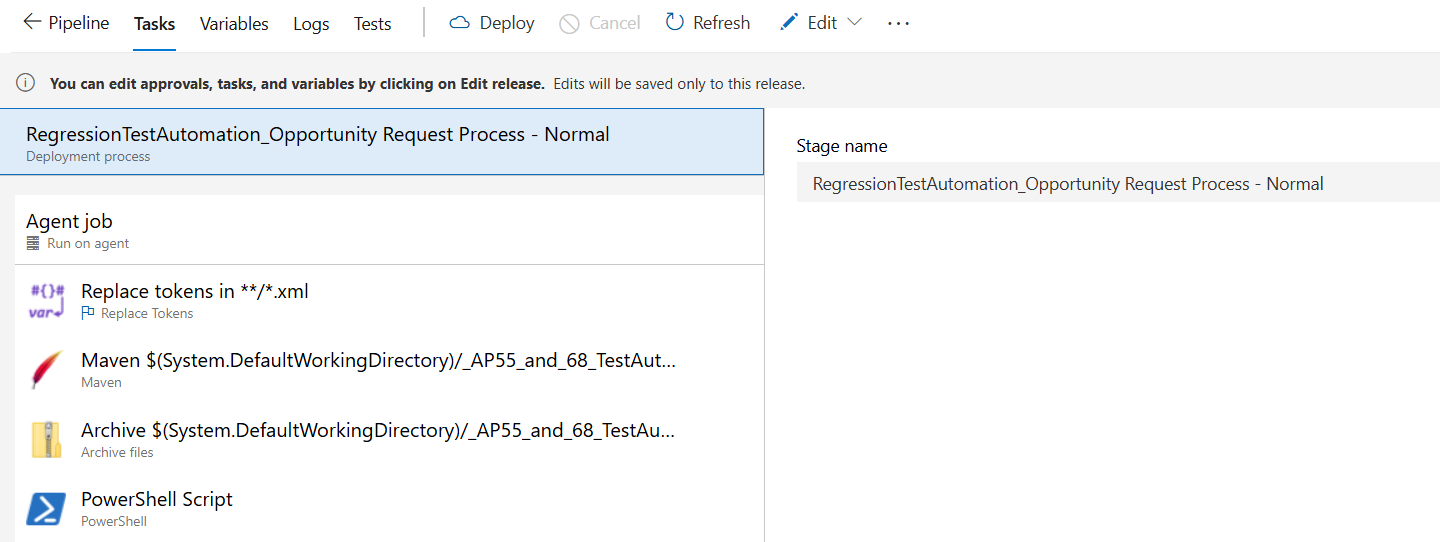 Pipeline Tasks Variables Logs Tests Deploy Cancel Refresh Edit ...
You can edit approvals, tasks, and variables by clicking on Edit release. Edits will be saved only to this release.
RegressionTestAutomation_Opportunity Request Process - Normal
Deployment process
Stage name
RegressionTestAutomation_Opportunity Request Process - Normal
Agent job
Run on agent
#{}#
var
Replace tokens in **/*.xml
Replace Tokens
Maven $(System.DefaultWorkingDirectory)/_AP55_and_68_TestAut...
Maven
Archive $(System.DefaultWorkingDirectory)/_AP55_and_68_TestAu...
Archive files
PowerShell Script
PowerShell